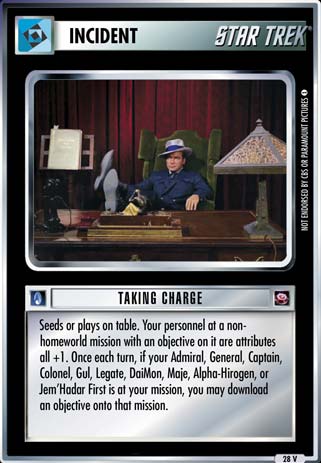 INCIDENT
STAR TREK
NOT ENDORSED BY CBS OR PARAMOUNT PICTURES
TAKING CHARGE
Seeds or plays on table. Your personnel at a non-
homeworld mission with an objective on it are attributes
all +1. Once each turn, if your Admiral, General, Captain,
Colonel, Gul, Legate, DaiMon, Maje, Alpha-Hirogen, or
Jem'Hadar First is at your mission, you may download
an objective onto that mission.
28 V